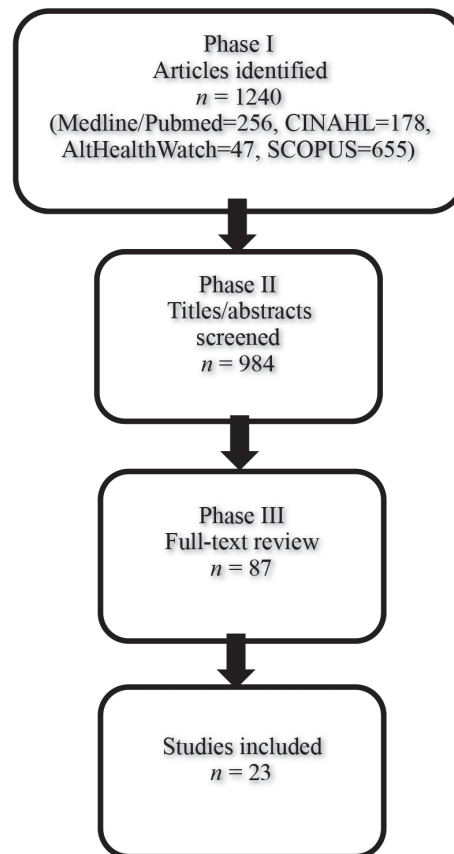 Phase I
Articles identified
n = 1240
(Medline/Pubmed=256, CINAHL=178,
AltHealthWatch=47, SCOPUS=655)
Phase II
Titles/abstracts
screened
n = 984
Phase III
Full-text review
n = 87
Studies included
n = 23